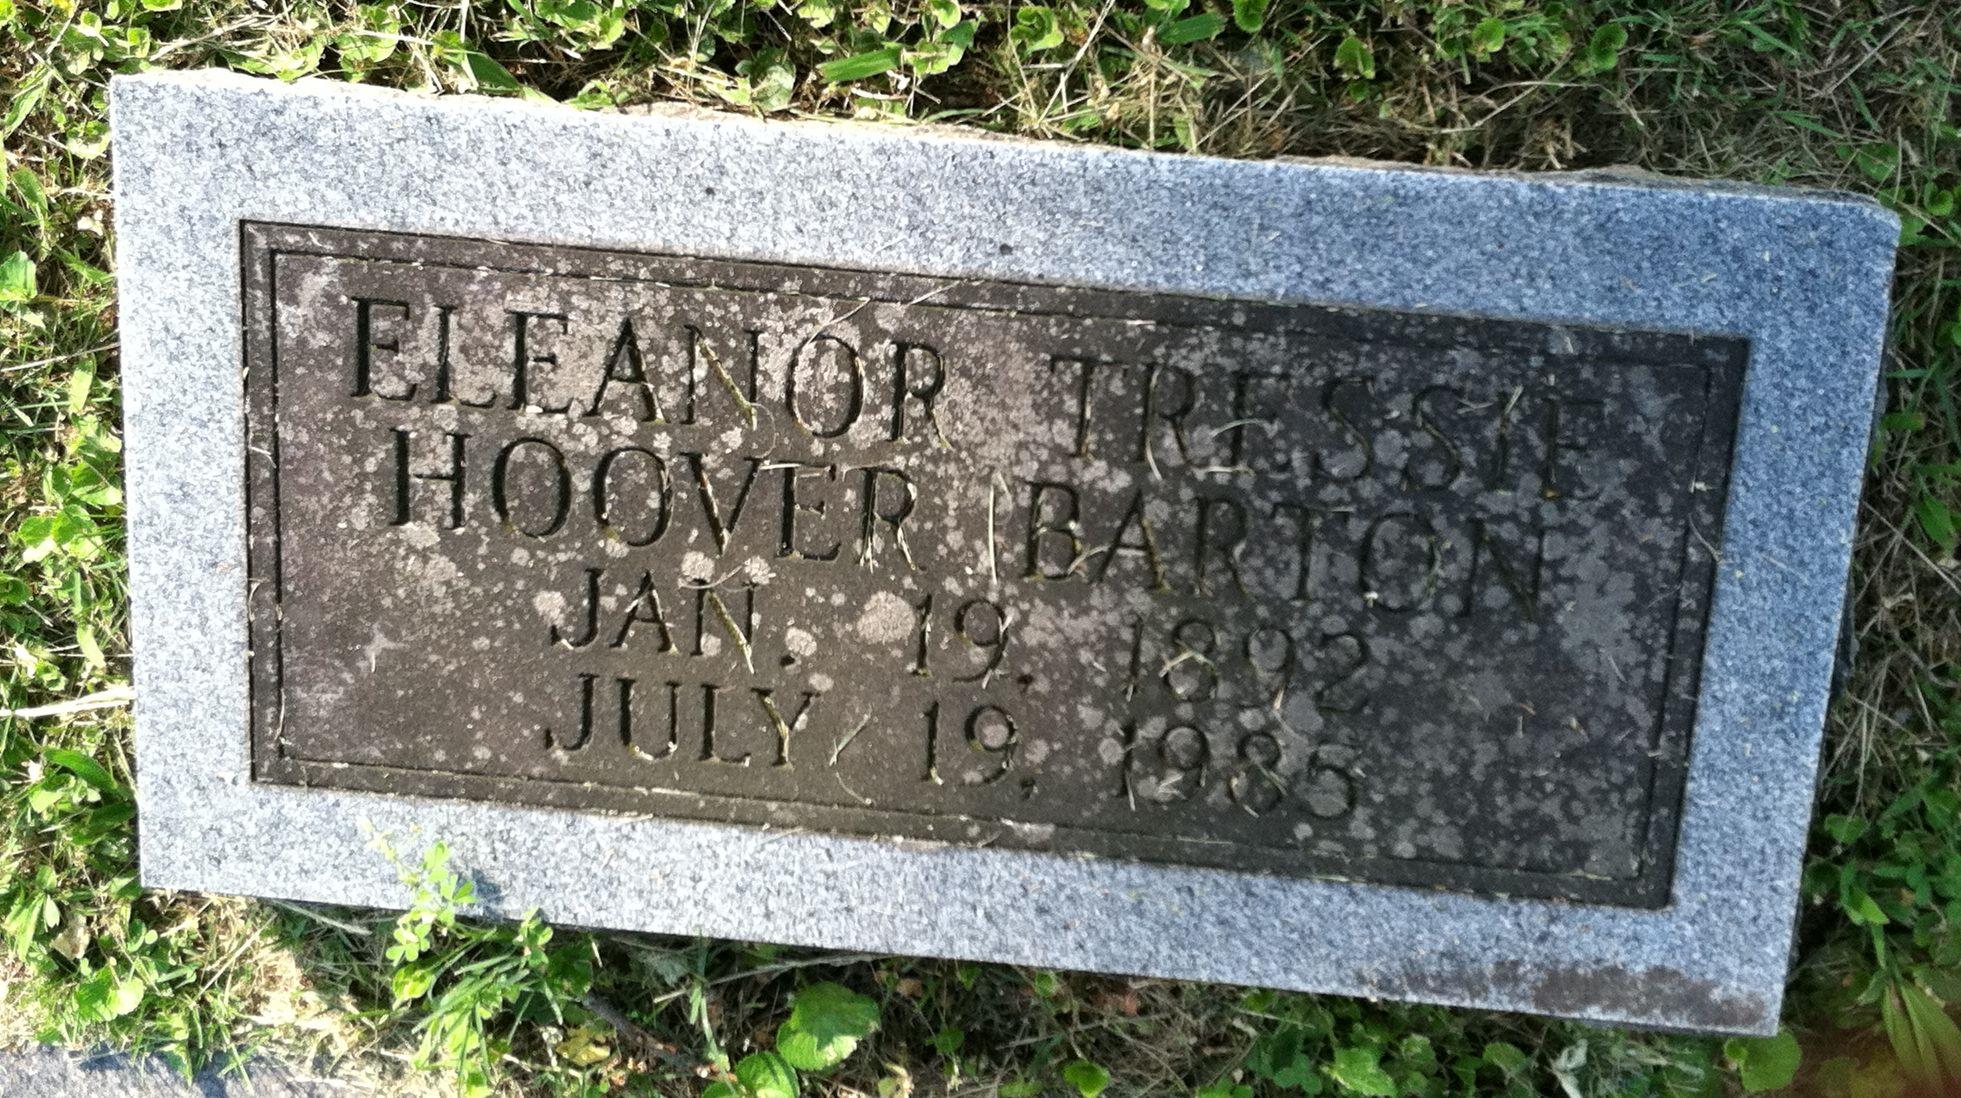 ELEANOR TRESSIE
HOOVER BARTON
JAN. 19, 1892
JULY 19, 1985